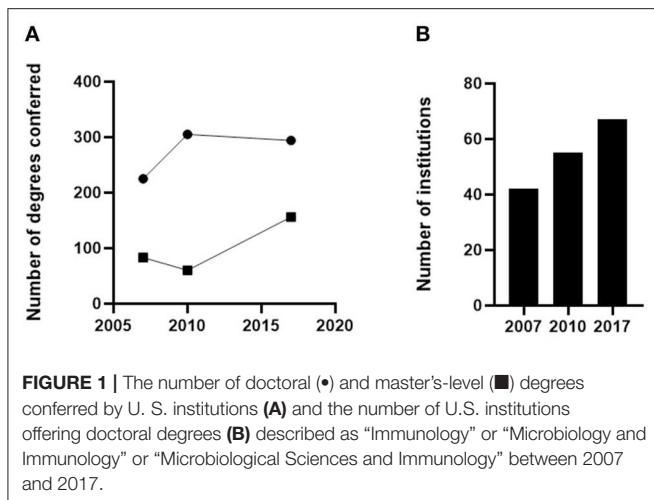 A
Number of degrees conferred
400
300
200
100
0
2005 2010 2015 2020
B
Number of institutions
80
60
40
20
0
2007 2010 2017
FIGURE 1 | The number of doctoral (●) and master's-level (■) degrees
conferred by U. S. institutions (A) and the number of U.S. institutions
offering doctoral degrees (B) described as “Immunology” or “Microbiology and
Immunology” or “Microbiological Sciences and Immunology” between 2007
and 2017.